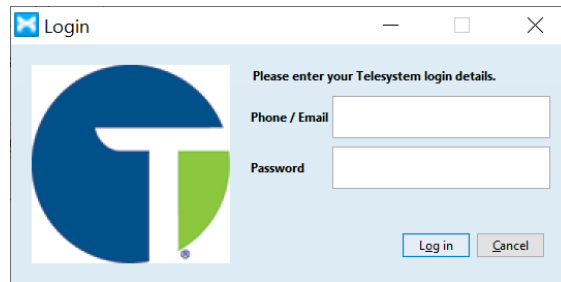 Login
Please enter your Telesystem login details.
Phone / Email
Password
Log in
Cancel
®